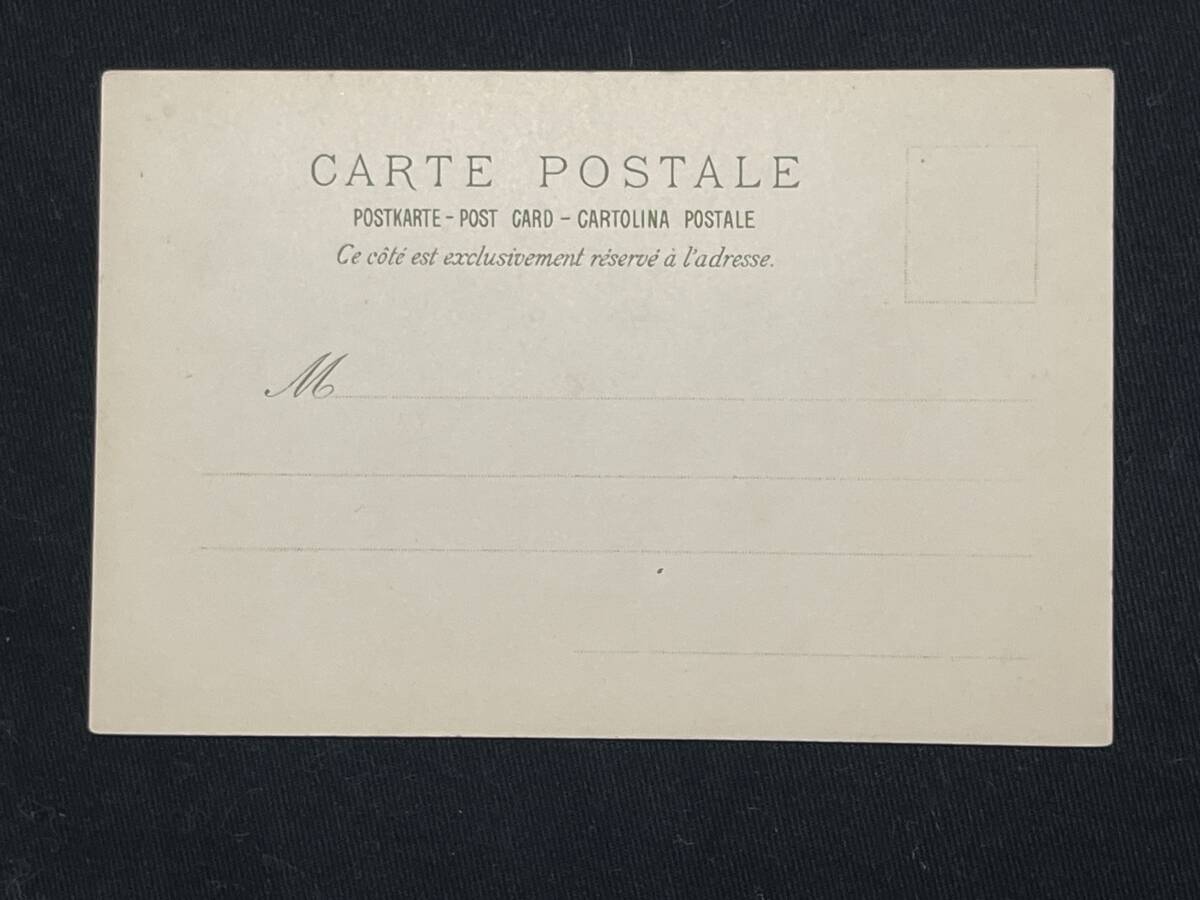 CARTE POSTALE
POSTKARTE - POST CARD - CARTOLINA POSTALE
Ce côté est exclusivement réservé à l'adresse.
M